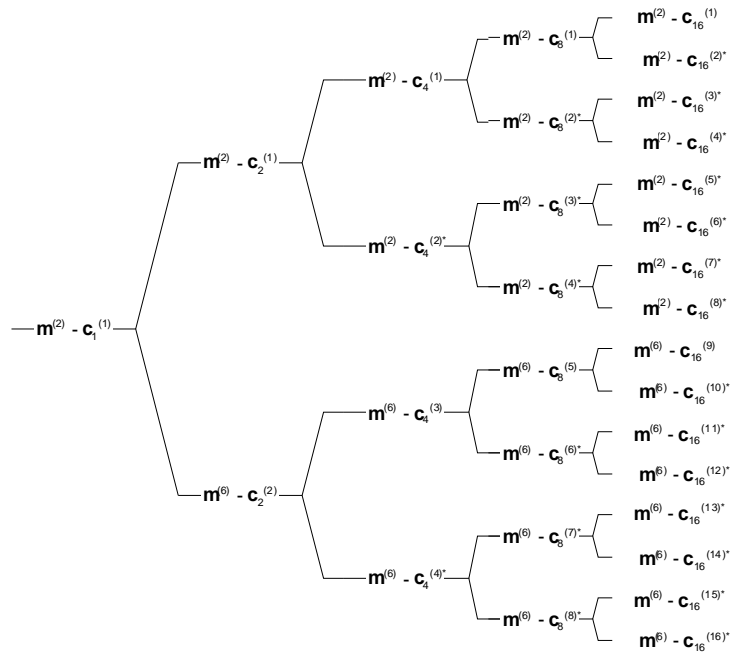 m⁽²⁾ - c₁₆⁽¹⁾
m⁽²⁾ - c₈⁽¹⁾
m⁽²⁾ - c₁₆⁽²⁾*
m⁽²⁾ - c₄⁽¹⁾
m⁽²⁾ - c₁₆⁽³⁾*
m⁽²⁾ - c₈⁽²⁾*
m⁽²⁾ - c₁₆⁽⁴⁾*
m⁽²⁾ - c₂⁽¹⁾
m⁽²⁾ - c₁₆⁽⁵⁾*
m⁽²⁾ - c₈⁽³⁾*
m⁽²⁾ - c₁₆⁽⁶⁾*
m⁽²⁾ - c₄⁽²⁾*
m⁽²⁾ - c₁₆⁽⁷⁾*
m⁽²⁾ - c₈⁽⁴⁾*
m⁽²⁾ - c₁₆⁽⁸⁾*
m⁽²⁾ - c₁⁽¹⁾
m⁽⁶⁾ - c₁₆⁽⁹⁾
m⁽⁶⁾ - c₈⁽⁵⁾
m⁽⁶⁾ - c₁₆⁽¹⁰⁾*
m⁽⁶⁾ - c₄⁽³⁾
m⁽⁶⁾ - c₁₆⁽¹¹⁾*
m⁽⁶⁾ - c₈⁽⁶⁾*
m⁽⁶⁾ - c₁₆⁽¹²⁾*
m⁽⁶⁾ - c₂⁽²⁾
m⁽⁶⁾ - c₁₆⁽¹³⁾*
m⁽⁶⁾ - c₈⁽⁷⁾*
m⁽⁶⁾ - c₁₆⁽¹⁴⁾*
m⁽⁶⁾ - c₄⁽⁴⁾*
m⁽⁶⁾ - c₁₆⁽¹⁵⁾*
m⁽⁶⁾ - c₈⁽⁸⁾*
m⁽⁶⁾ - c₁₆⁽¹⁶⁾*